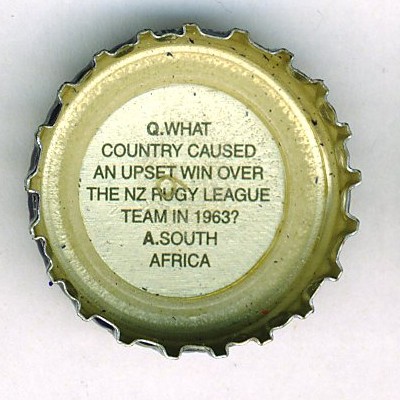 Q.WHAT
COUNTRY CAUSED
AN UPSET WIN OVER
THE NZ RUGY LEAGUE
TEAM IN 1963?
A.SOUTH
AFRICA